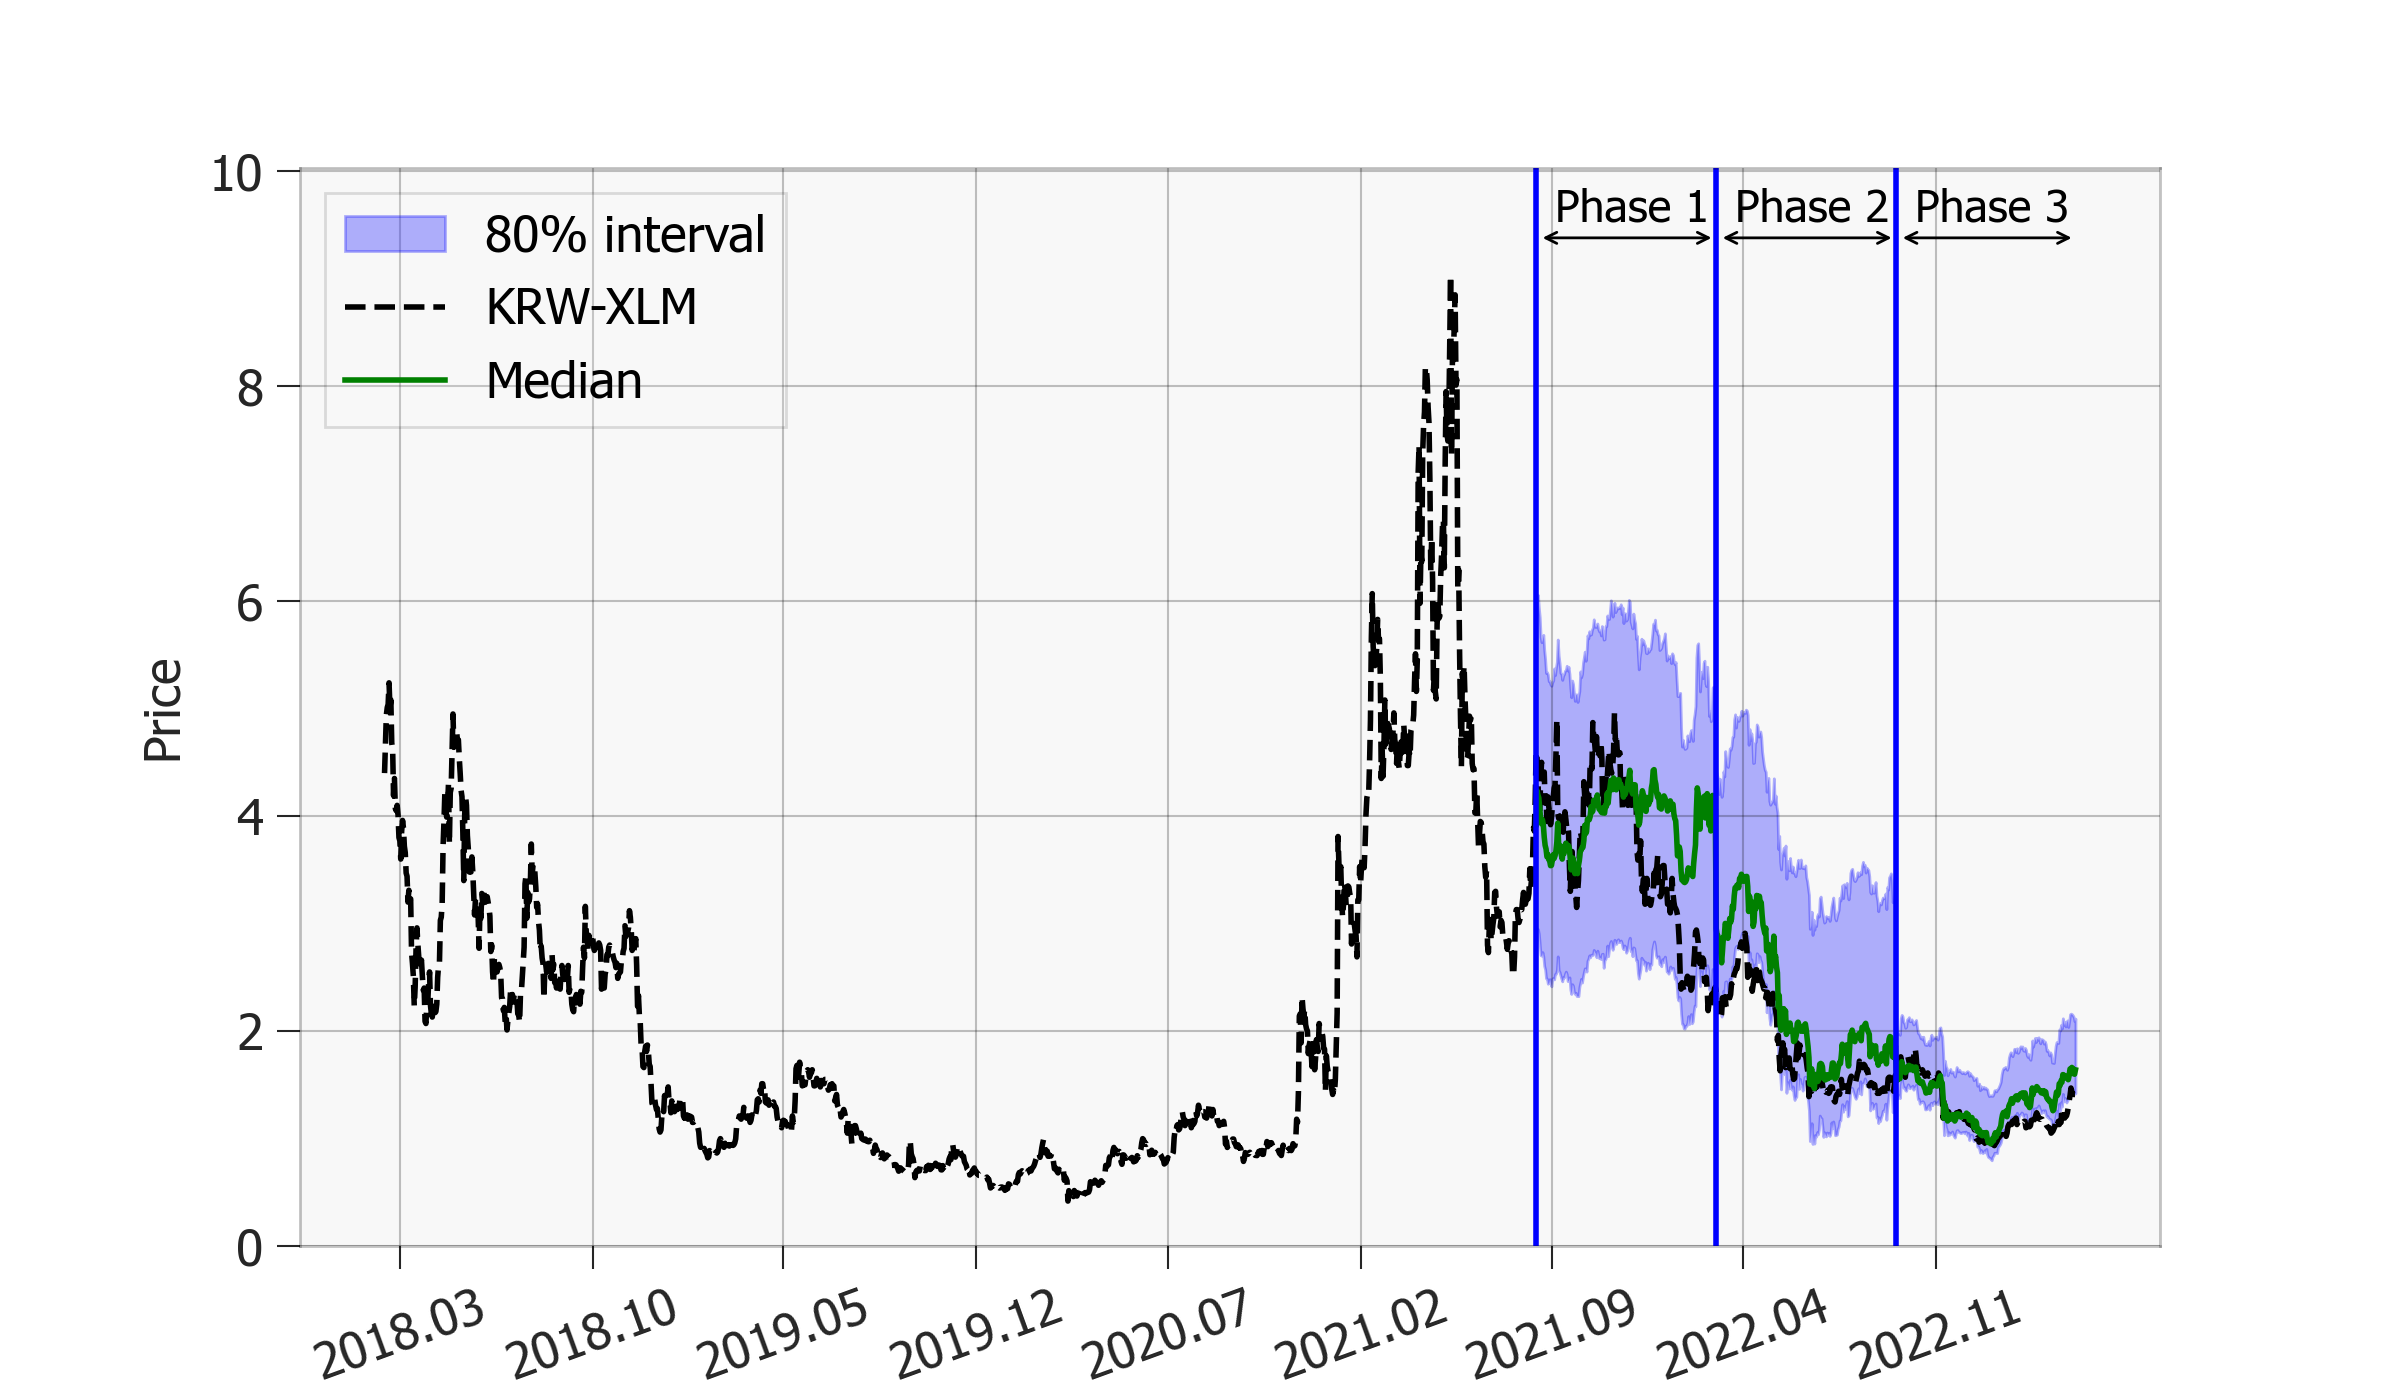 Price
10
8
6
4
2
0
80% interval
KRW-XLM
Median
Phase 1
Phase 2
Phase 3
2018.03
2018.10
2019.05
2019.12
2020.07
2021.02
2021.09
2022.04
2022.11